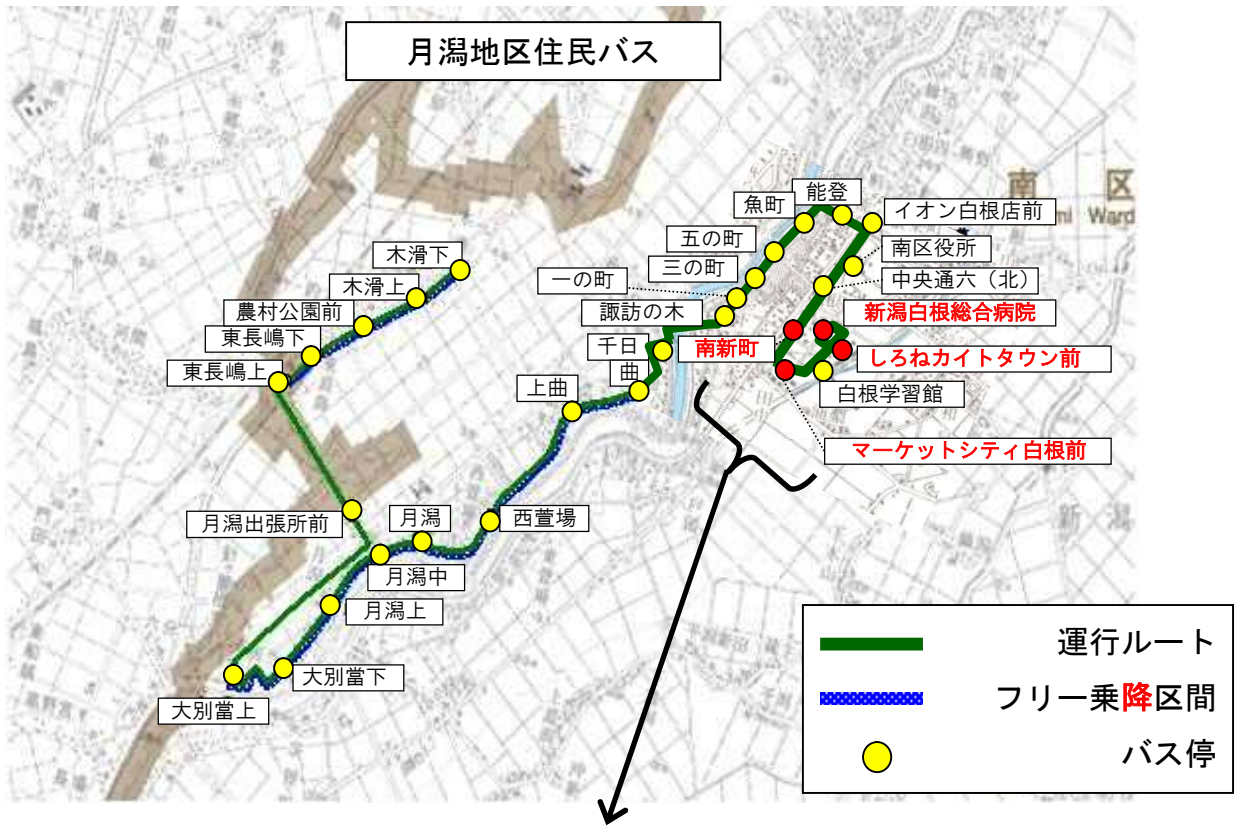 月潟地区住民バス
南 区
mi Ward
能登
魚町
イオン白根店前
五の町
南区役所
木滑下
三の町
木滑上
一の町
中央通六（北）
農村公園前
諏訪の木
新潟白根総合病院
東長嶋下
千日
南新町
しろねカイトタウン前
東長嶋上
曲
上曲
白根学習館
マーケットシティ白根前
月潟出張所前
月潟
西萱場
新潟
月潟中
月潟上
大別當下
大別當上
運行ルート
フリー乗降区間
バス停